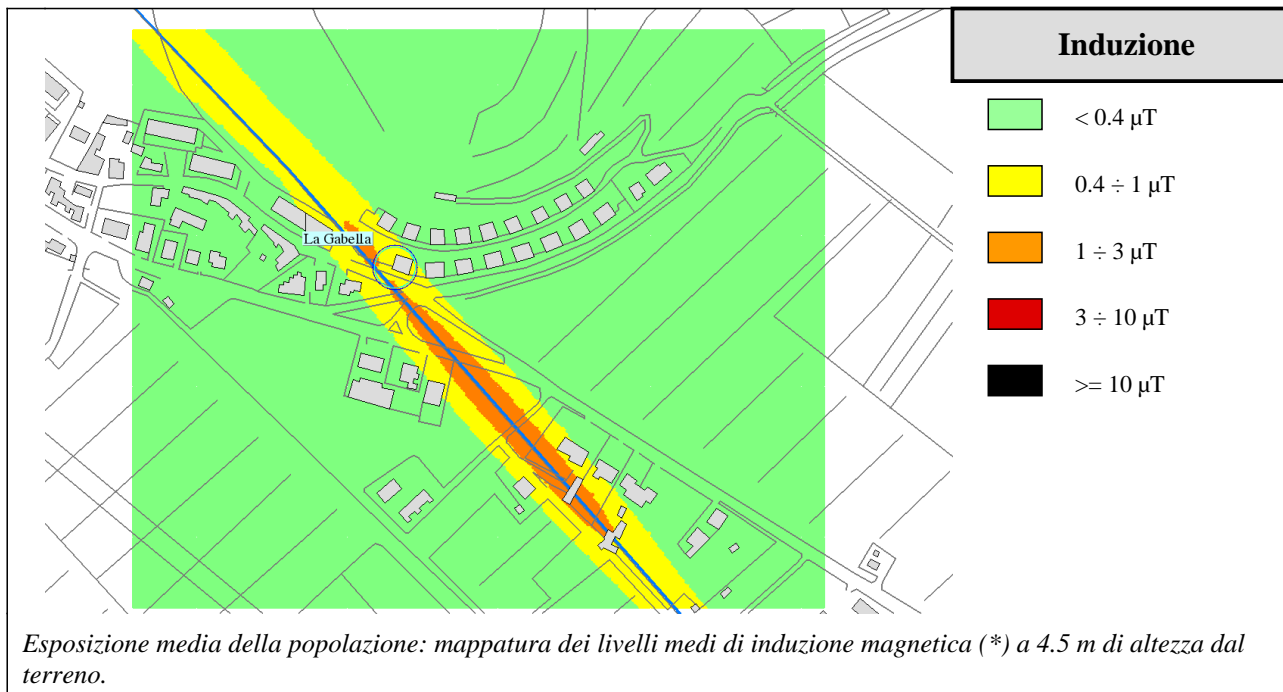 Induzione
< 0.4 µT
0.4 ÷ 1 µT
1 ÷ 3 µT
3 ÷ 10 µT
>= 10 µT
La Gabella
Esposizione media della popolazione: mappatura dei livelli medi di induzione magnetica (*) a 4.5 m di altezza dal
terreno.